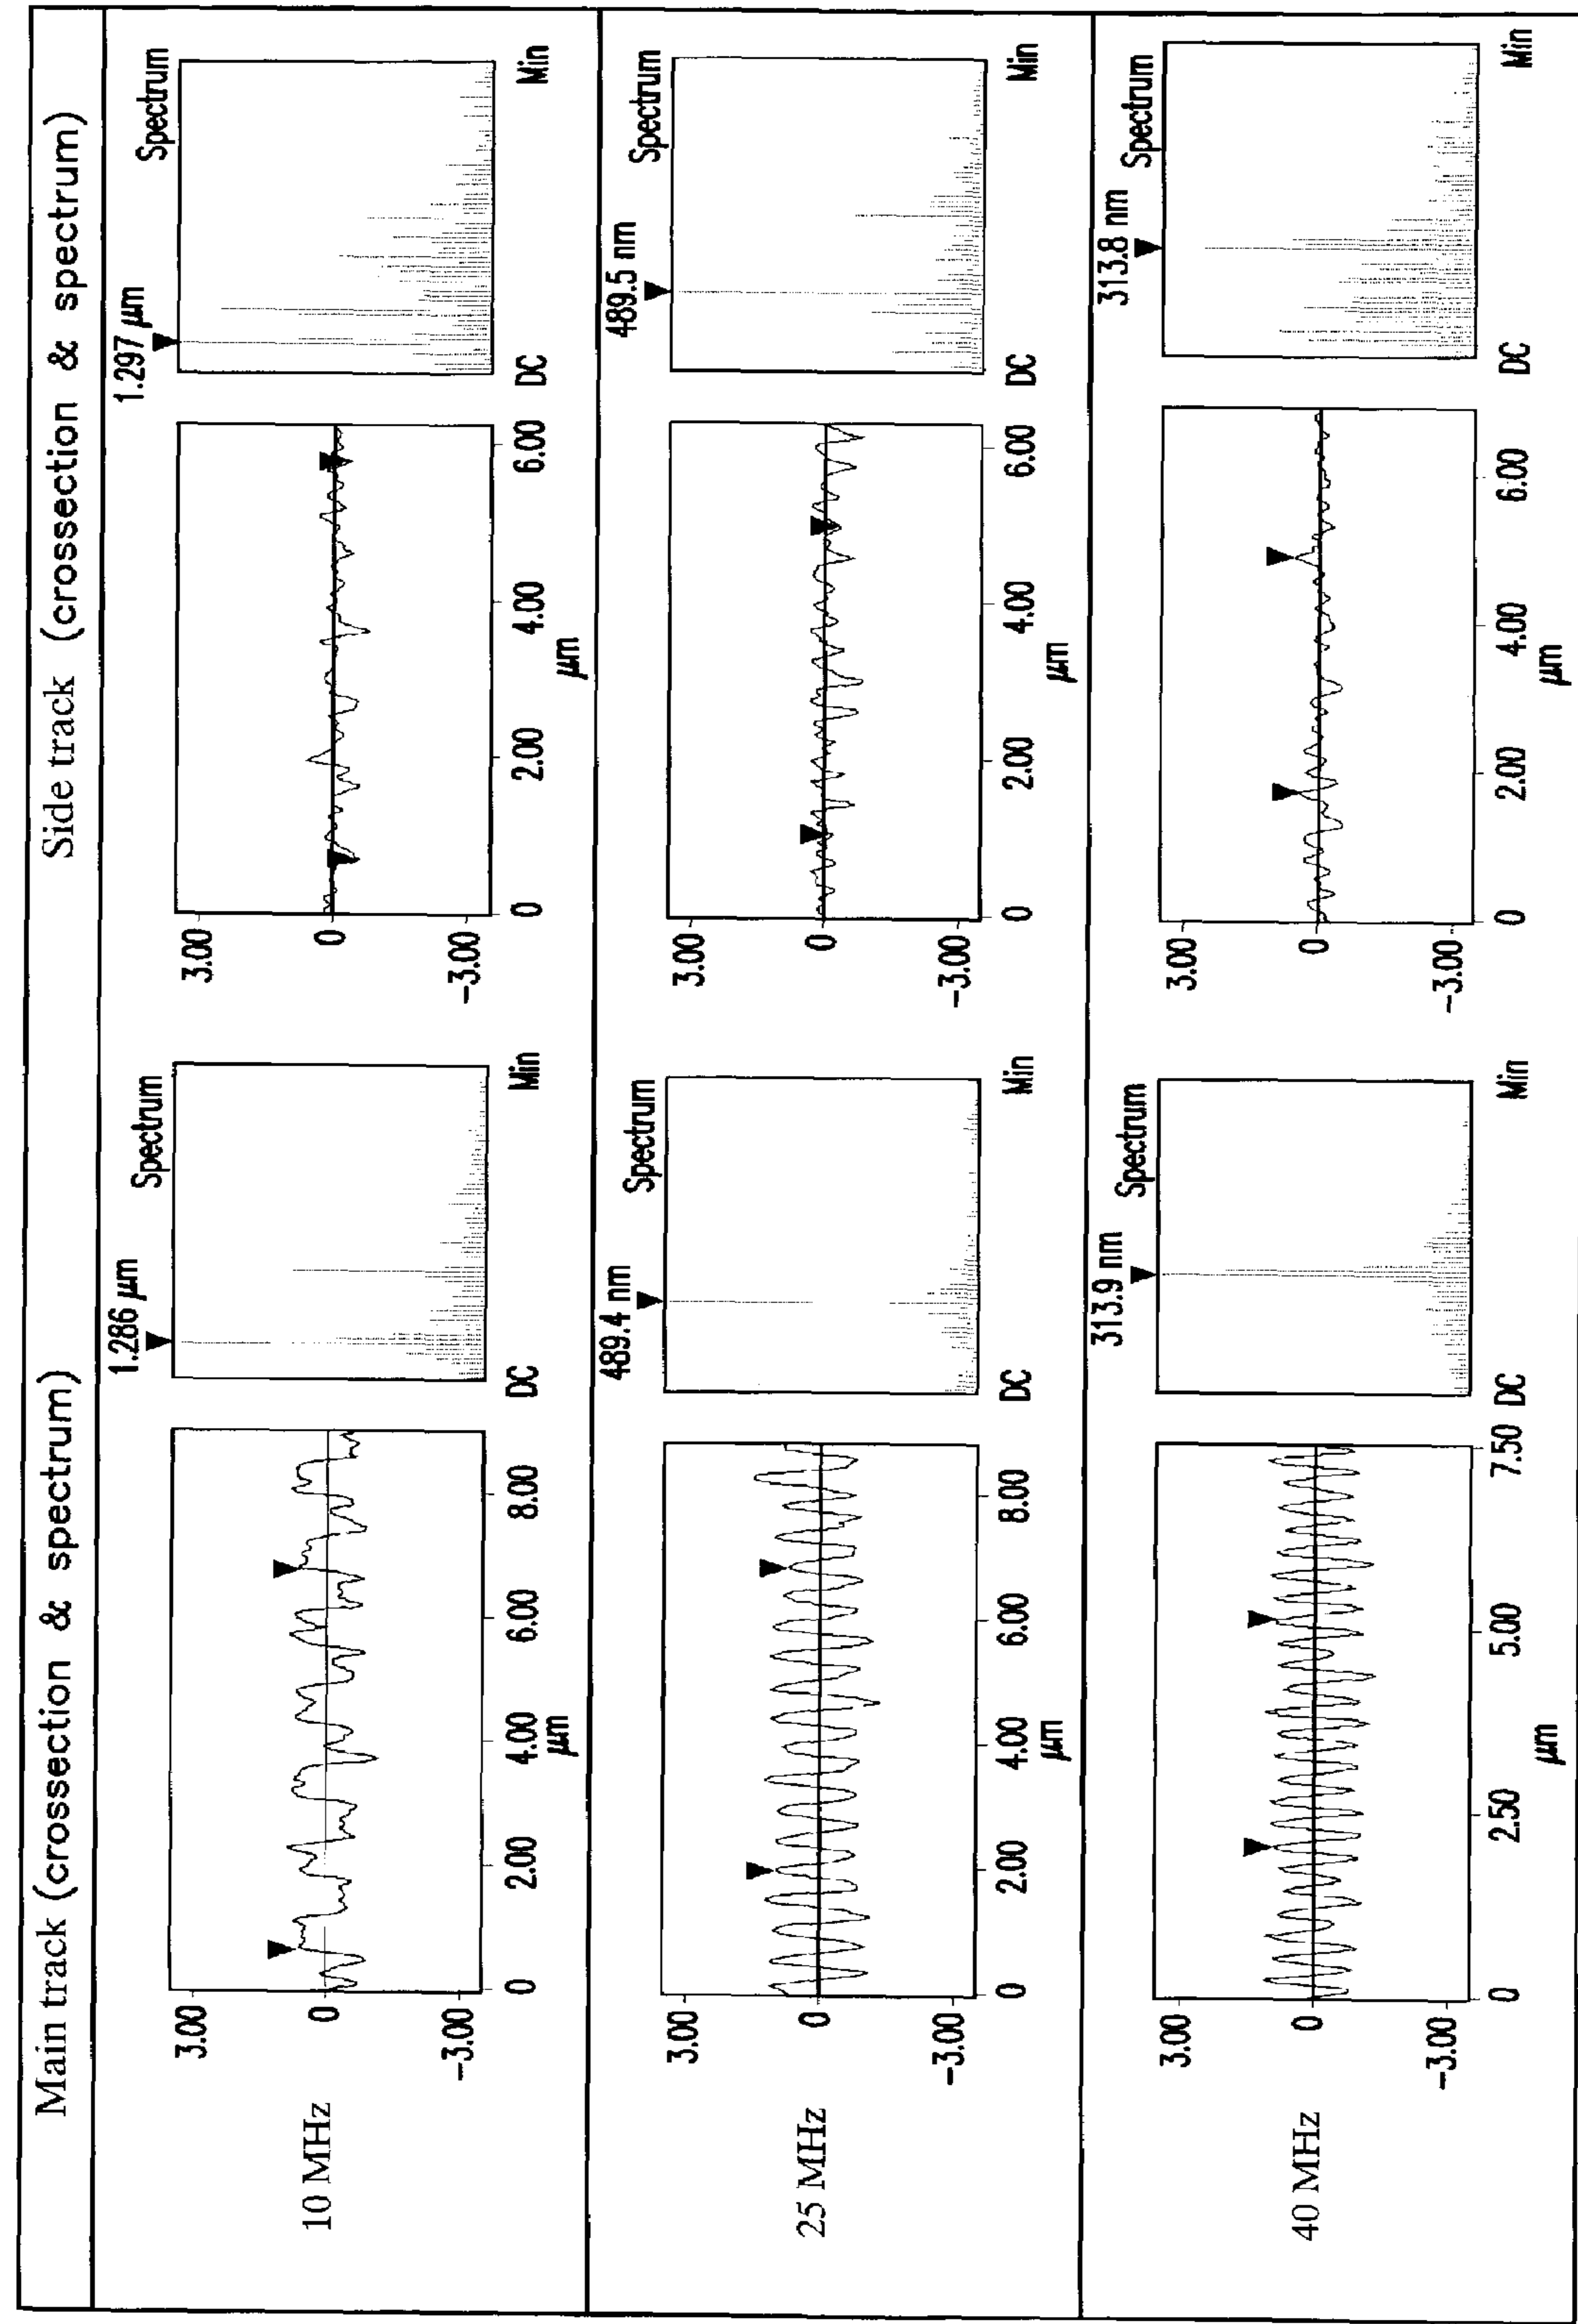 Main track (crossection & spectrum)
Side track (crossection & spectrum)
10 MHz
3.00
0
-3.00
0
2.00
4.00
6.00
8.00
µm
1.286 µm
Spectrum
DC
Min
3.00
0
-3.00
0
2.00
4.00
6.00
µm
1.297 µm
Spectrum
DC
Min
25 MHz
3.00
0
-3.00
0
2.00
4.00
6.00
8.00
µm
489.4 nm
Spectrum
DC
Min
3.00
0
-3.00
0
2.00
4.00
6.00
µm
489.5 nm
Spectrum
DC
Min
40 MHz
3.00
0
-3.00
0
2.50
5.00
7.50
µm
313.9 nm
Spectrum
DC
Min
3.00
0
-3.00
0
2.00
4.00
6.00
µm
313.8 nm
Spectrum
DC
Min